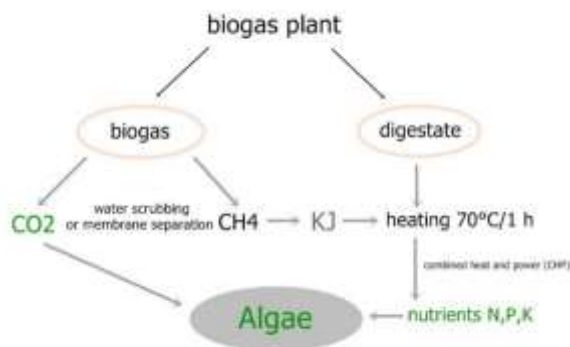 biogas plant
biogas
digestate
water scrubbing
or membrane separation
CO2
CH4
KJ
heating 70°C/1 h
combined heat and power (CHP)
Algae
nutrients N,P,K